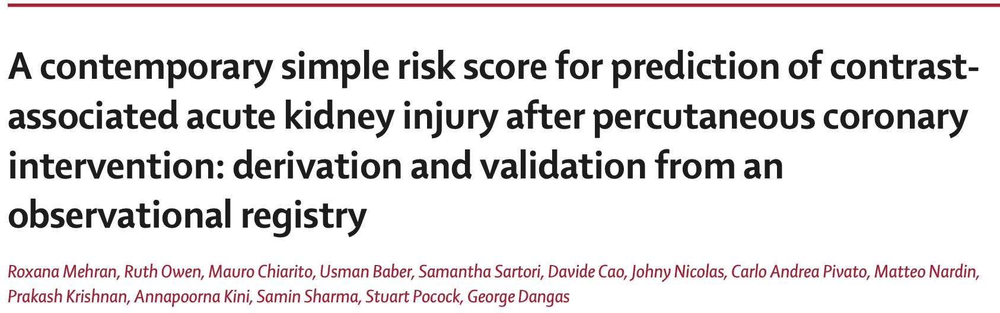 A contemporary simple risk score for prediction of contrast-
associated acute kidney injury after percutaneous coronary
intervention: derivation and validation from an
observational registry
Roxana Mehran, Ruth Owen, Mauro Chiarito, Usman Baber, Samantha Sartori, Davide Cao, Johny Nicolas, Carlo Andrea Pivato, Matteo Nardin,
Prakash Krishnan, Annapoorna Kini, Samin Sharma, Stuart Pocock, George Dangas